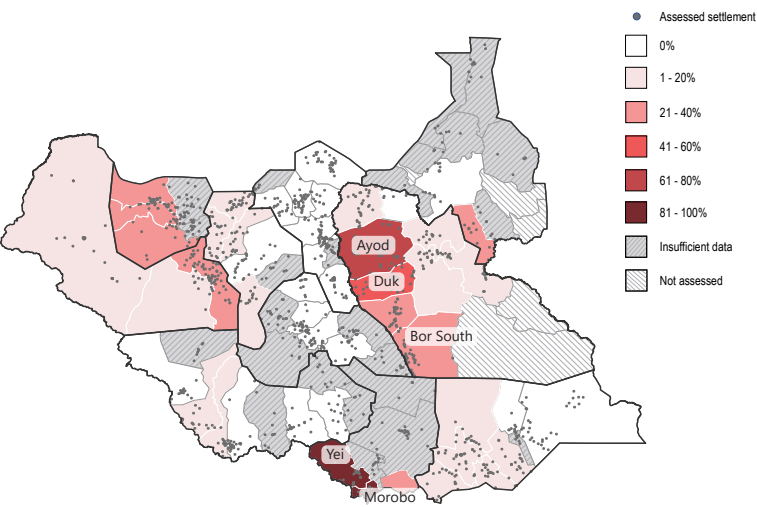 Assessed settlement
0%
1 - 20%
21 - 40%
41 - 60%
61 - 80%
81 - 100%
Insufficient data
Not assessed
Ayod
Duk
Bor South
Yei
Morobo